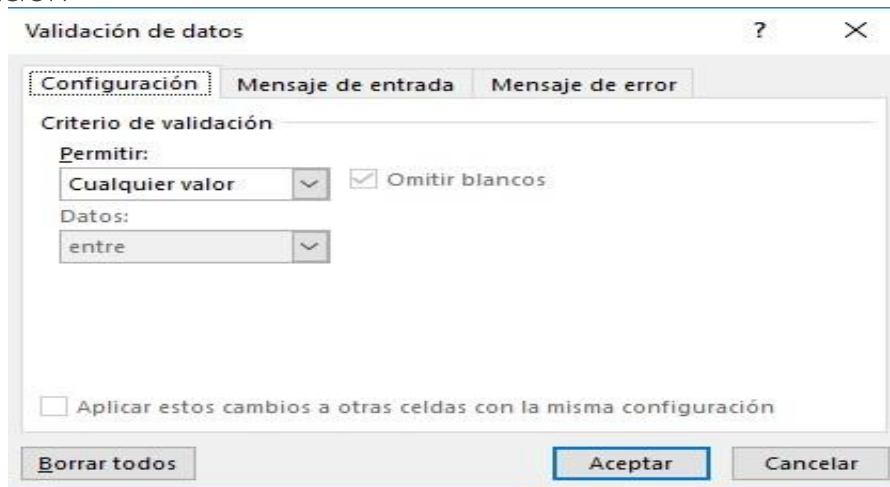 Validación de datos ? ×
Configuración Mensaje de entrada Mensaje de error
Criterio de validación
Permitir:
Cualquier valor Omitir blancos
Datos:
entre
Aplicar estos cambios a otras celdas con la misma configuración
Borrar todos Aceptar Cancelar